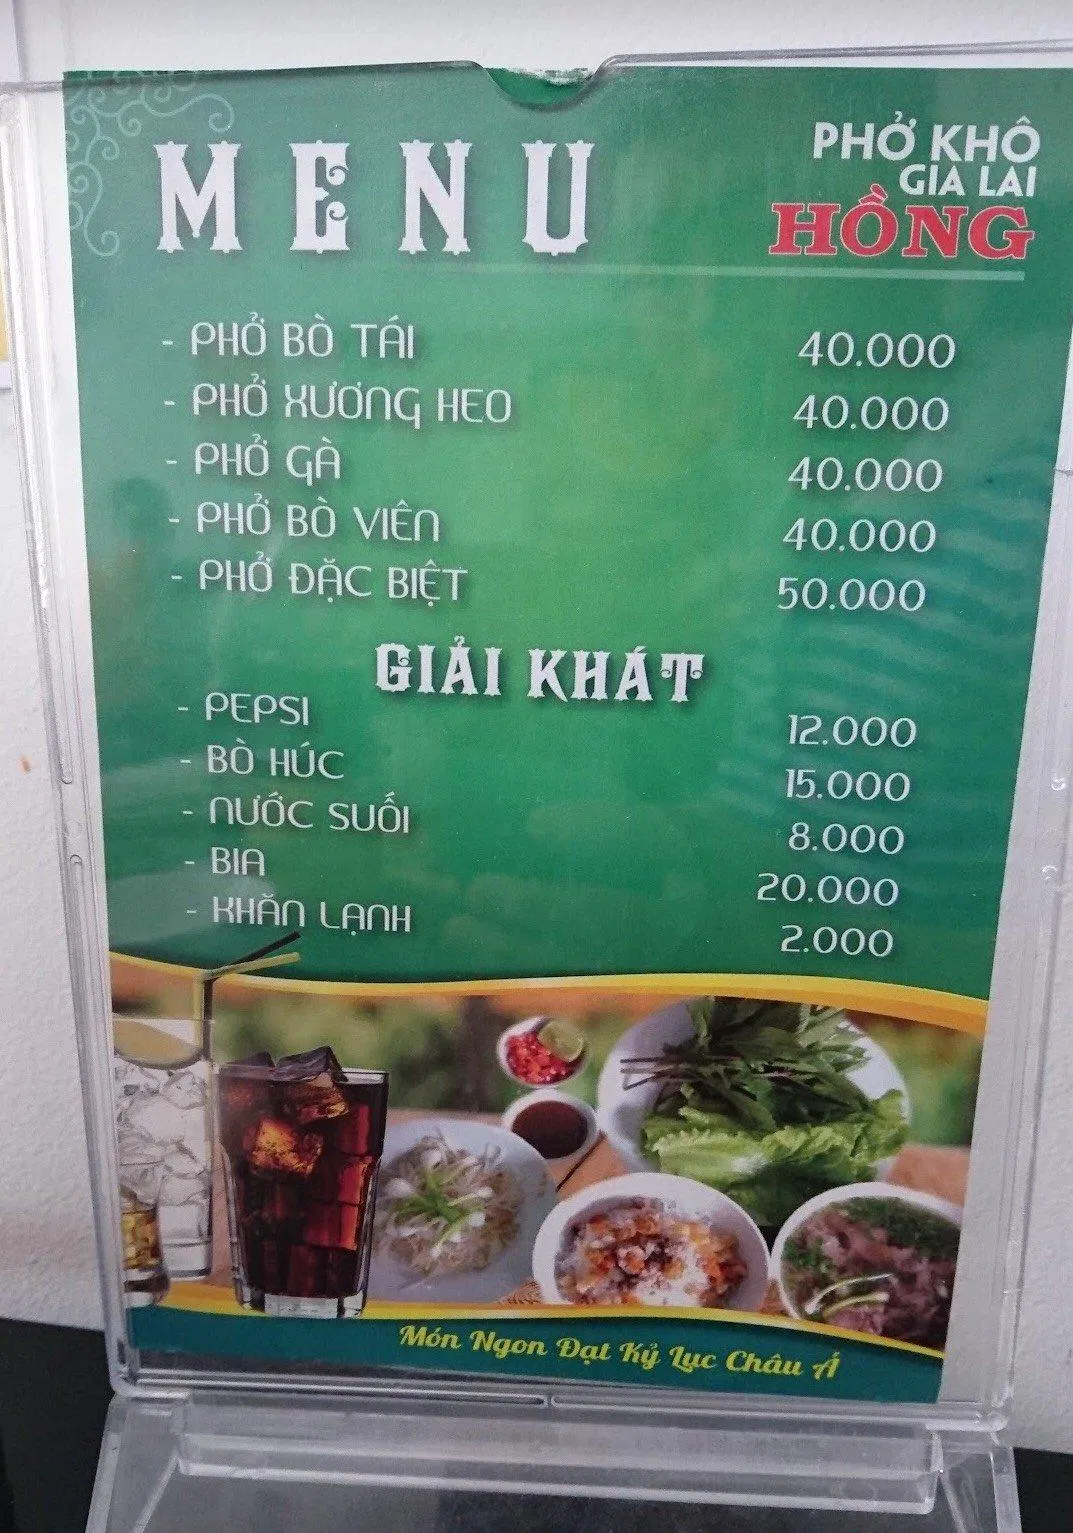 MENU
PHỞ KHÔ
GIA LAI
HỒNG
- PHỞ BÒ TÁI 40.000
- PHỞ XƯƠNG HEO 40.000
- PHỞ GÀ 40.000
- PHỞ BÒ VIÊN 40.000
- PHỞ ĐẶC BIỆT 50.000
GIẢI KHÁT
- PEPSI 12.000
- BÒ HÚC 15.000
- NƯỚC SUỐI 8.000
- BIA 20.000
- KHĂN LẠNH 2.000
Món Ngon Đạt Kỷ Lục Châu Á